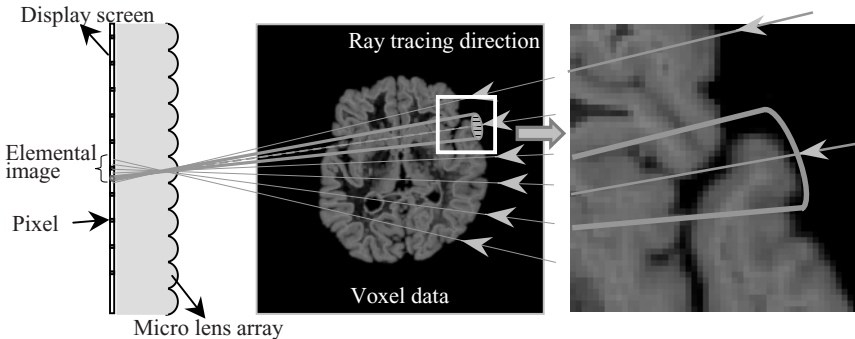 Display screen
Ray tracing direction
Elemental
image
Pixel
Voxel data
Micro lens array